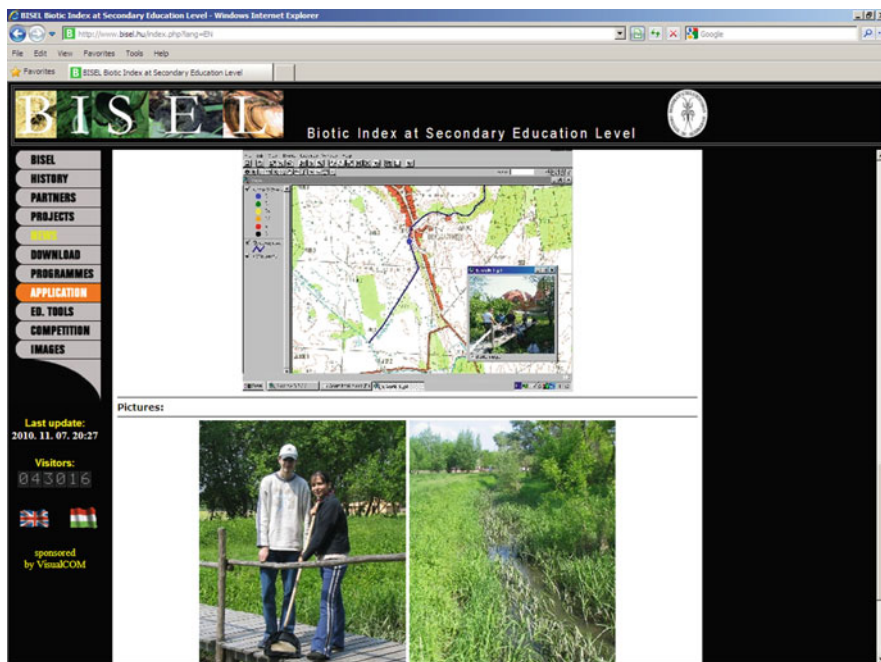 BISEL Biotic Index at Secondary Education Level - Windows Internet Explorer
http://www.bisel.hu/index.php?lang=EN
Google
File Edit View Favorites Tools Help
Favorites
BISEL Biotic Index at Secondary Education Level
BISEL
Biotic Index at Secondary Education Level
BISEL
HISTORY
PARTNERS
PROJECTS
NEWS
DOWNLOAD
PROGRAMMES
APPLICATION
ED. TOOLS
COMPETITION
IMAGES
Pictures:
Last update:
2010. 11. 07. 20:27
Visitors:
043016
sponsored
by VisualCOM